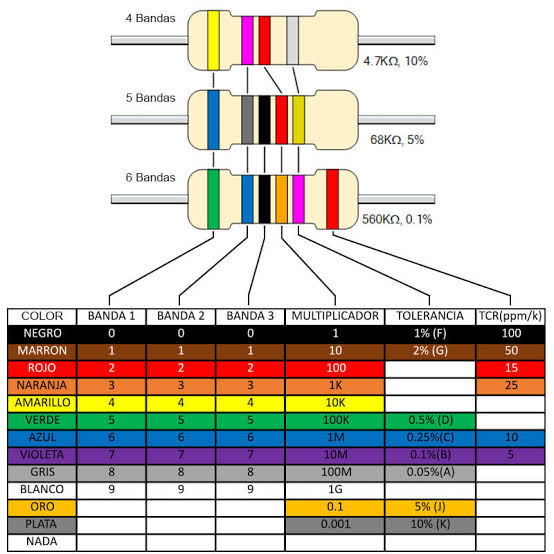 4 Bandas
4.7KΩ, 10%
5 Bandas
68KΩ, 5%
6 Bandas
560KΩ, 0.1%
COLOR BANDA 1 BANDA 2 BANDA 3 MULTIPLICADOR TOLERANCIA TCR(ppm/k)
NEGRO 0 0 0 1 1% (F) 100
MARRON 1 1 1 10 2% (G) 50
ROJO 2 2 2 100 15
NARANJA 3 3 3 1K 25
AMARILLO 4 4 4 10K
VERDE 5 5 5 100K 0.5% (D)
AZUL 6 6 6 1M 0.25%(C) 10
VIOLETA 7 7 7 10M 0.1%(B) 5
GRIS 8 8 8 100M 0.05%(A)
BLANCO 9 9 9 1G
ORO 0.1 5% (J)
PLATA 0.001 10% (K)
NADA